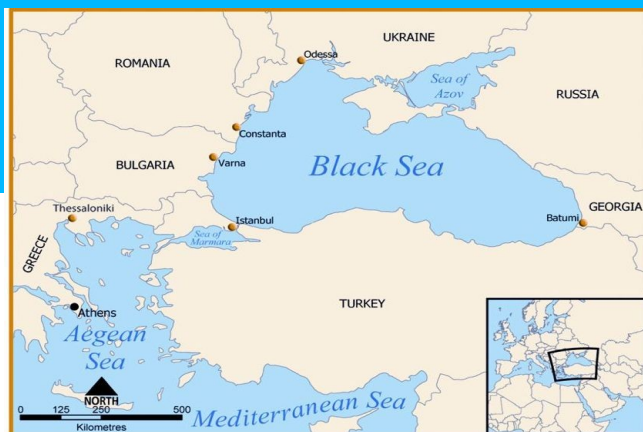 UKRAINE
Odessa
ROMANIA
Sea of
Azov
RUSSIA
Constanta
Black Sea
BULGARIA
Varna
GEORGIA
Thessaloniki
Istanbul
Batumi
Sea of
Marmara
GREECE
TURKEY
Athens
Aegean
Sea
NORTH
0 125 250 500
Kilometres
Mediterranean Sea